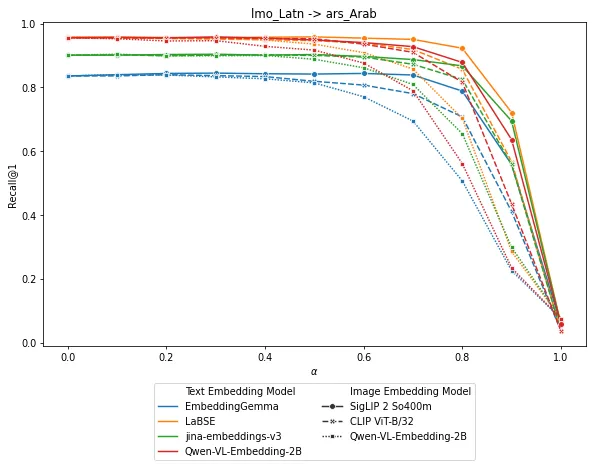 lmo_Latn -> ars_Arab
1.0
0.8
0.6
0.4
0.2
0.0
Recall@1
0.0 0.2 0.4 0.6 0.8 1.0
α
Text Embedding Model Image Embedding Model
EmbeddingGemma SigLIP 2 So400m
LaBSE CLIP ViT-B/32
jina-embeddings-v3 Qwen-VL-Embedding-2B
Qwen-VL-Embedding-2B